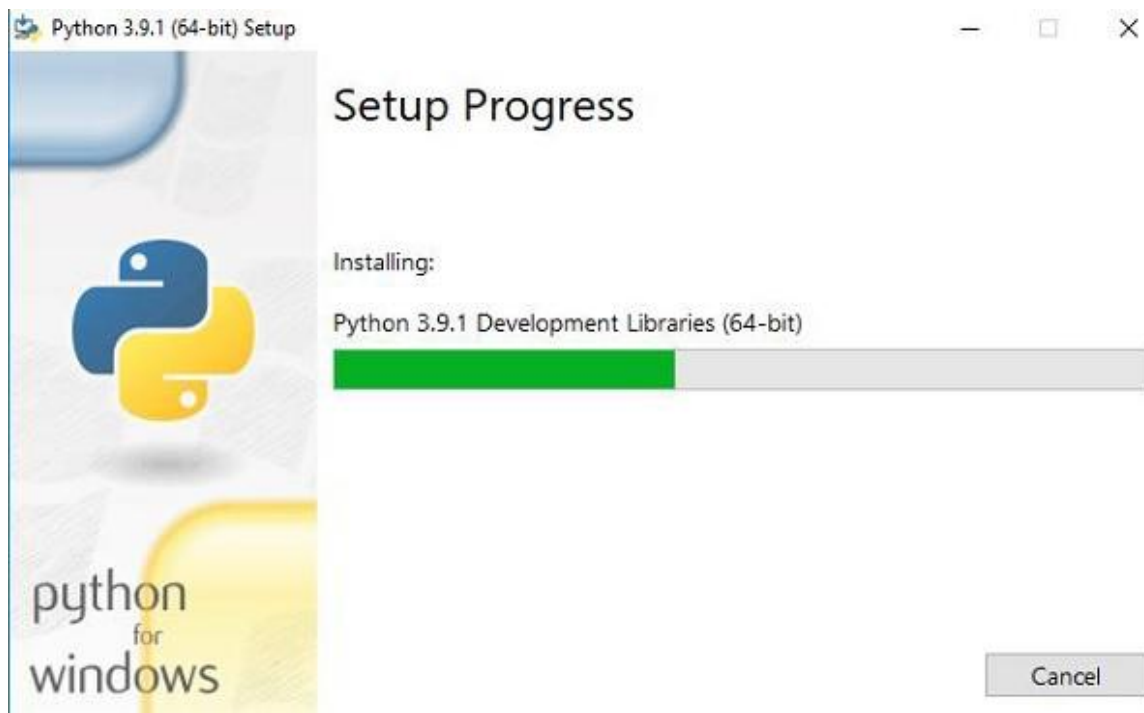 Python 3.9.1 (64-bit) Setup
Setup Progress
Installing:
Python 3.9.1 Development Libraries (64-bit)
python
for
windows
Cancel